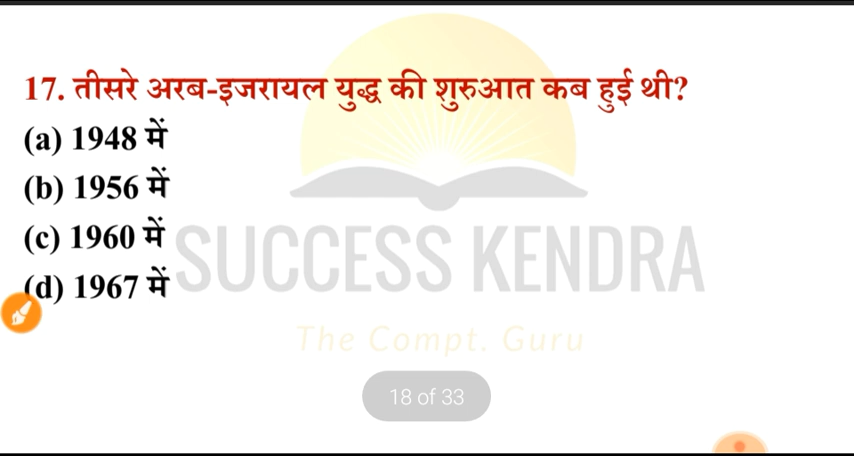 17. तीसरे अरब-इजरायल युद्ध की शुरुआत कब हुई थी?
(a) 1948 में
(b) 1956 में
(c) 1960 में
(d) 1967 में
SUCCESS KENDRA
The Compt. Guru
18 of 33